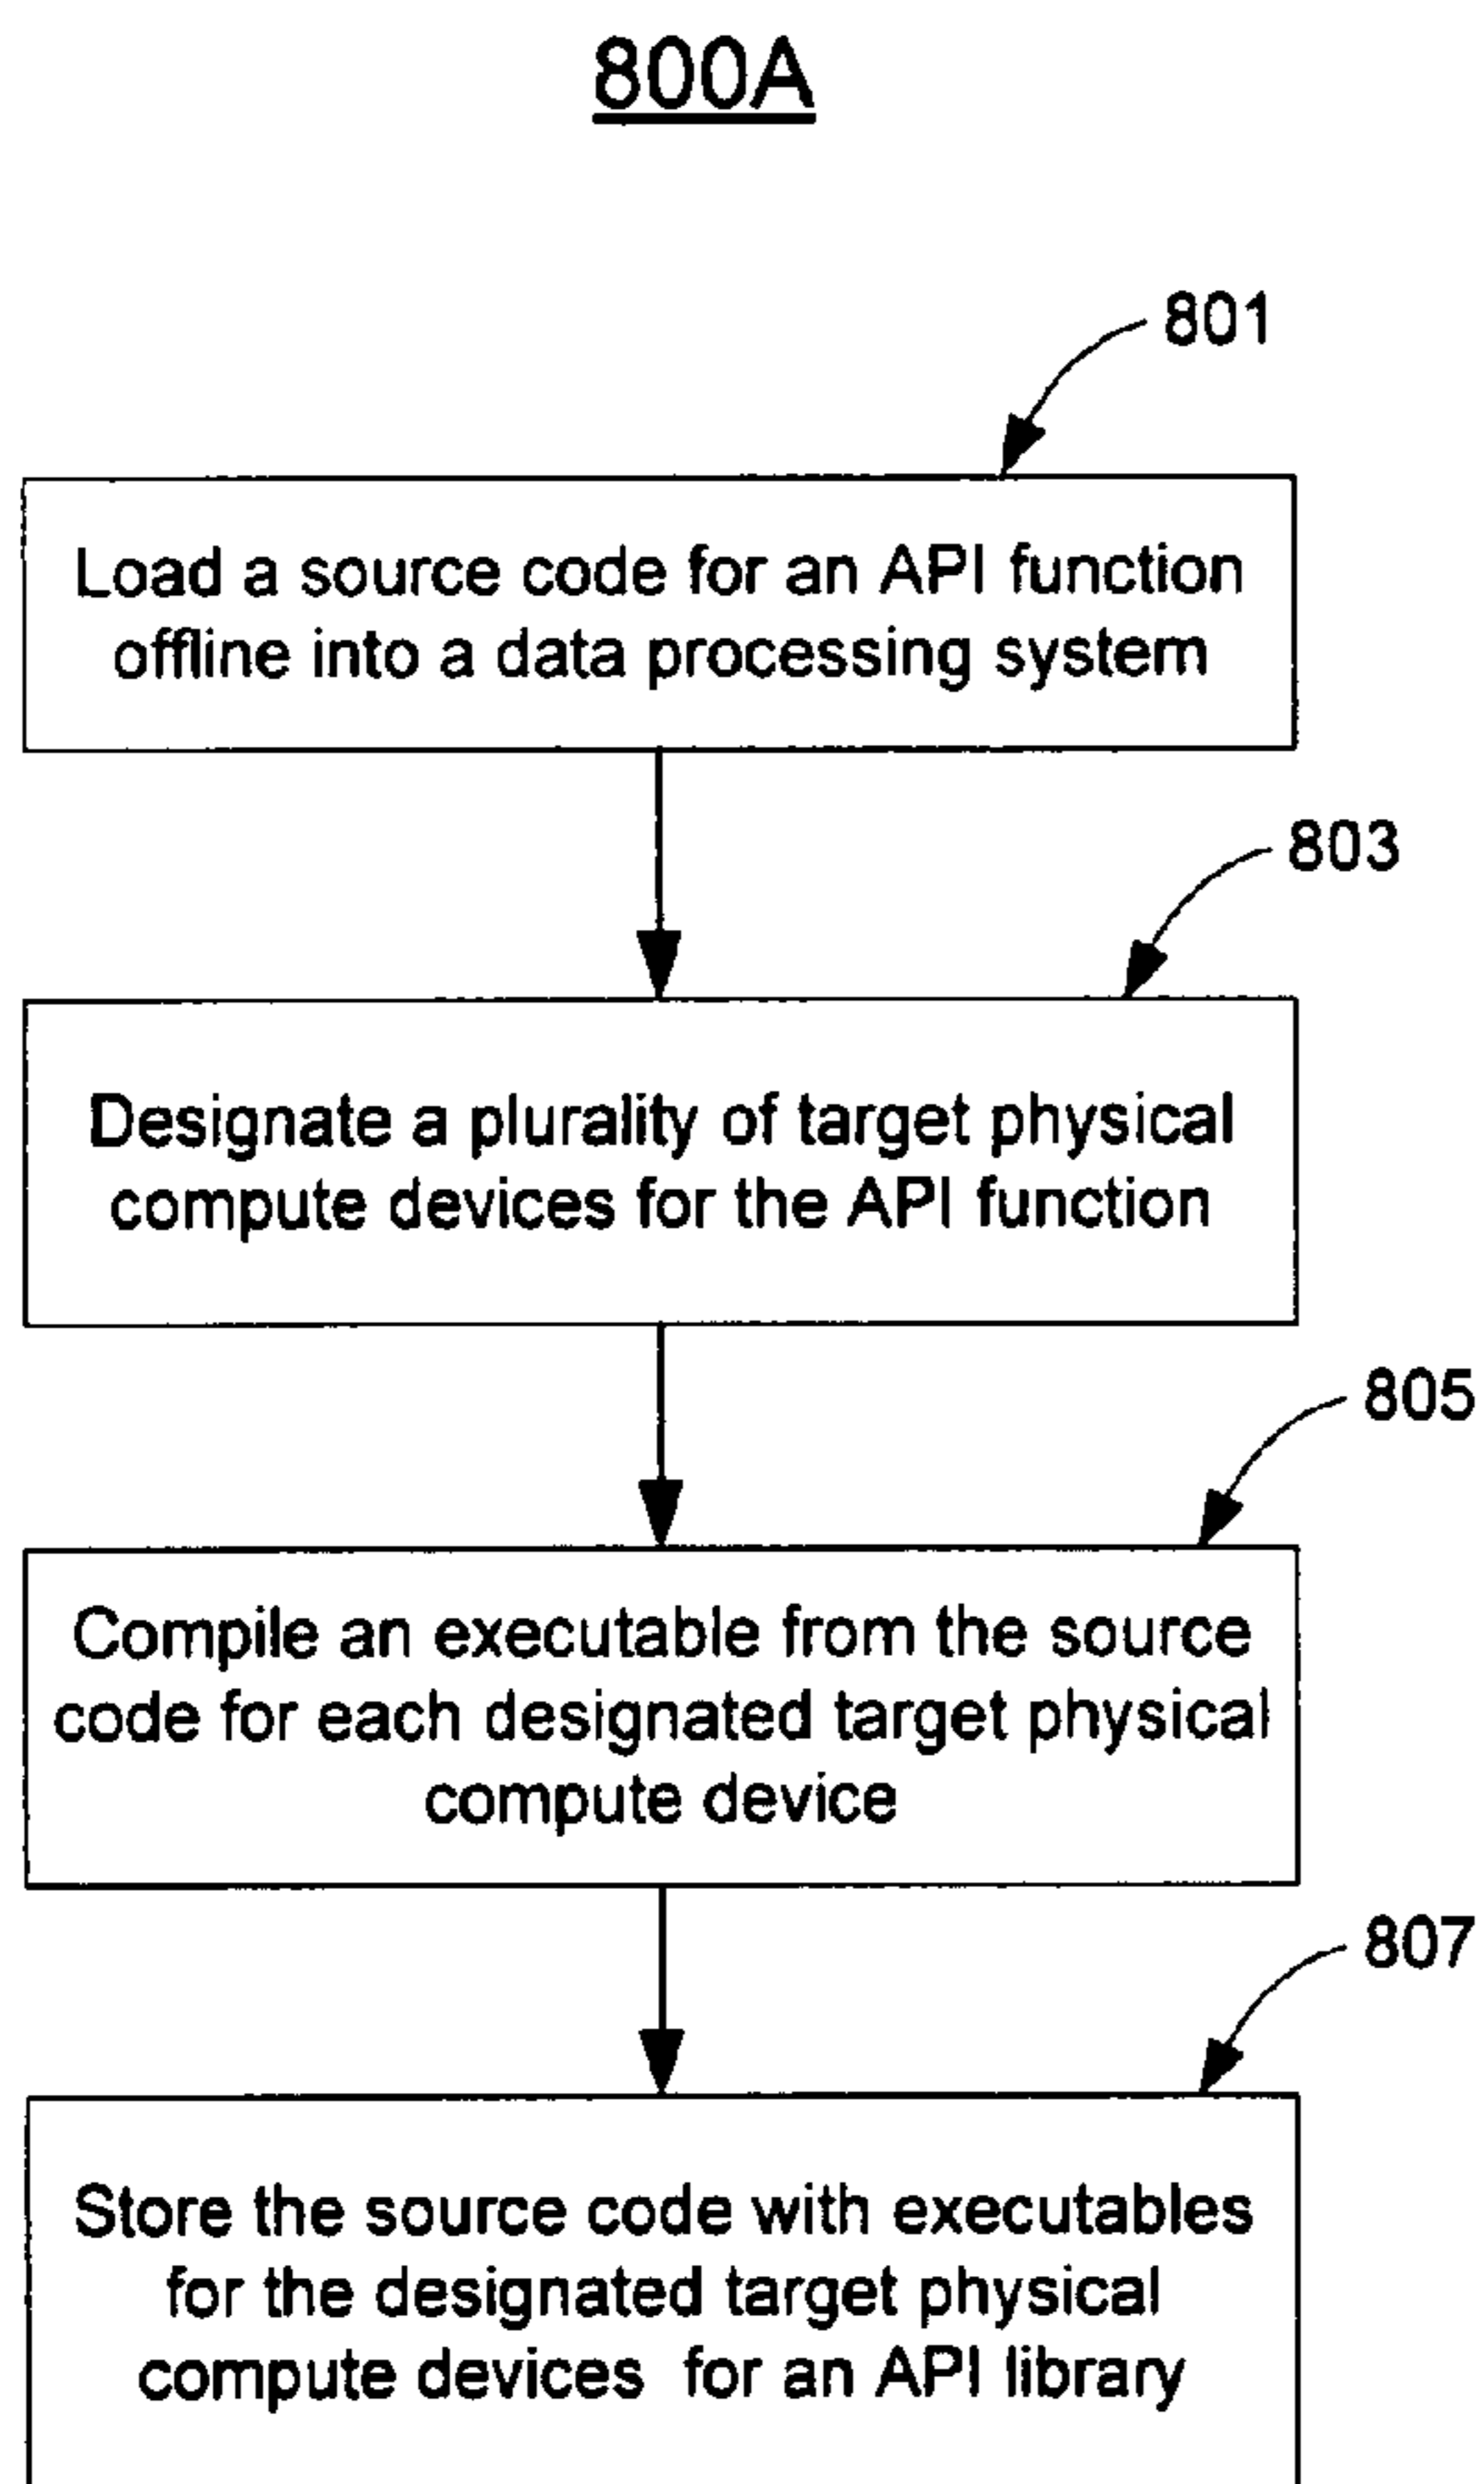 800A
801
Load a source code for an API function
offline into a data processing system
803
Designate a plurality of target physical
compute devices for the API function
805
Compile an executable from the source
code for each designated target physical
compute device
807
Store the source code with executables
for the designated target physical
compute devices for an API library